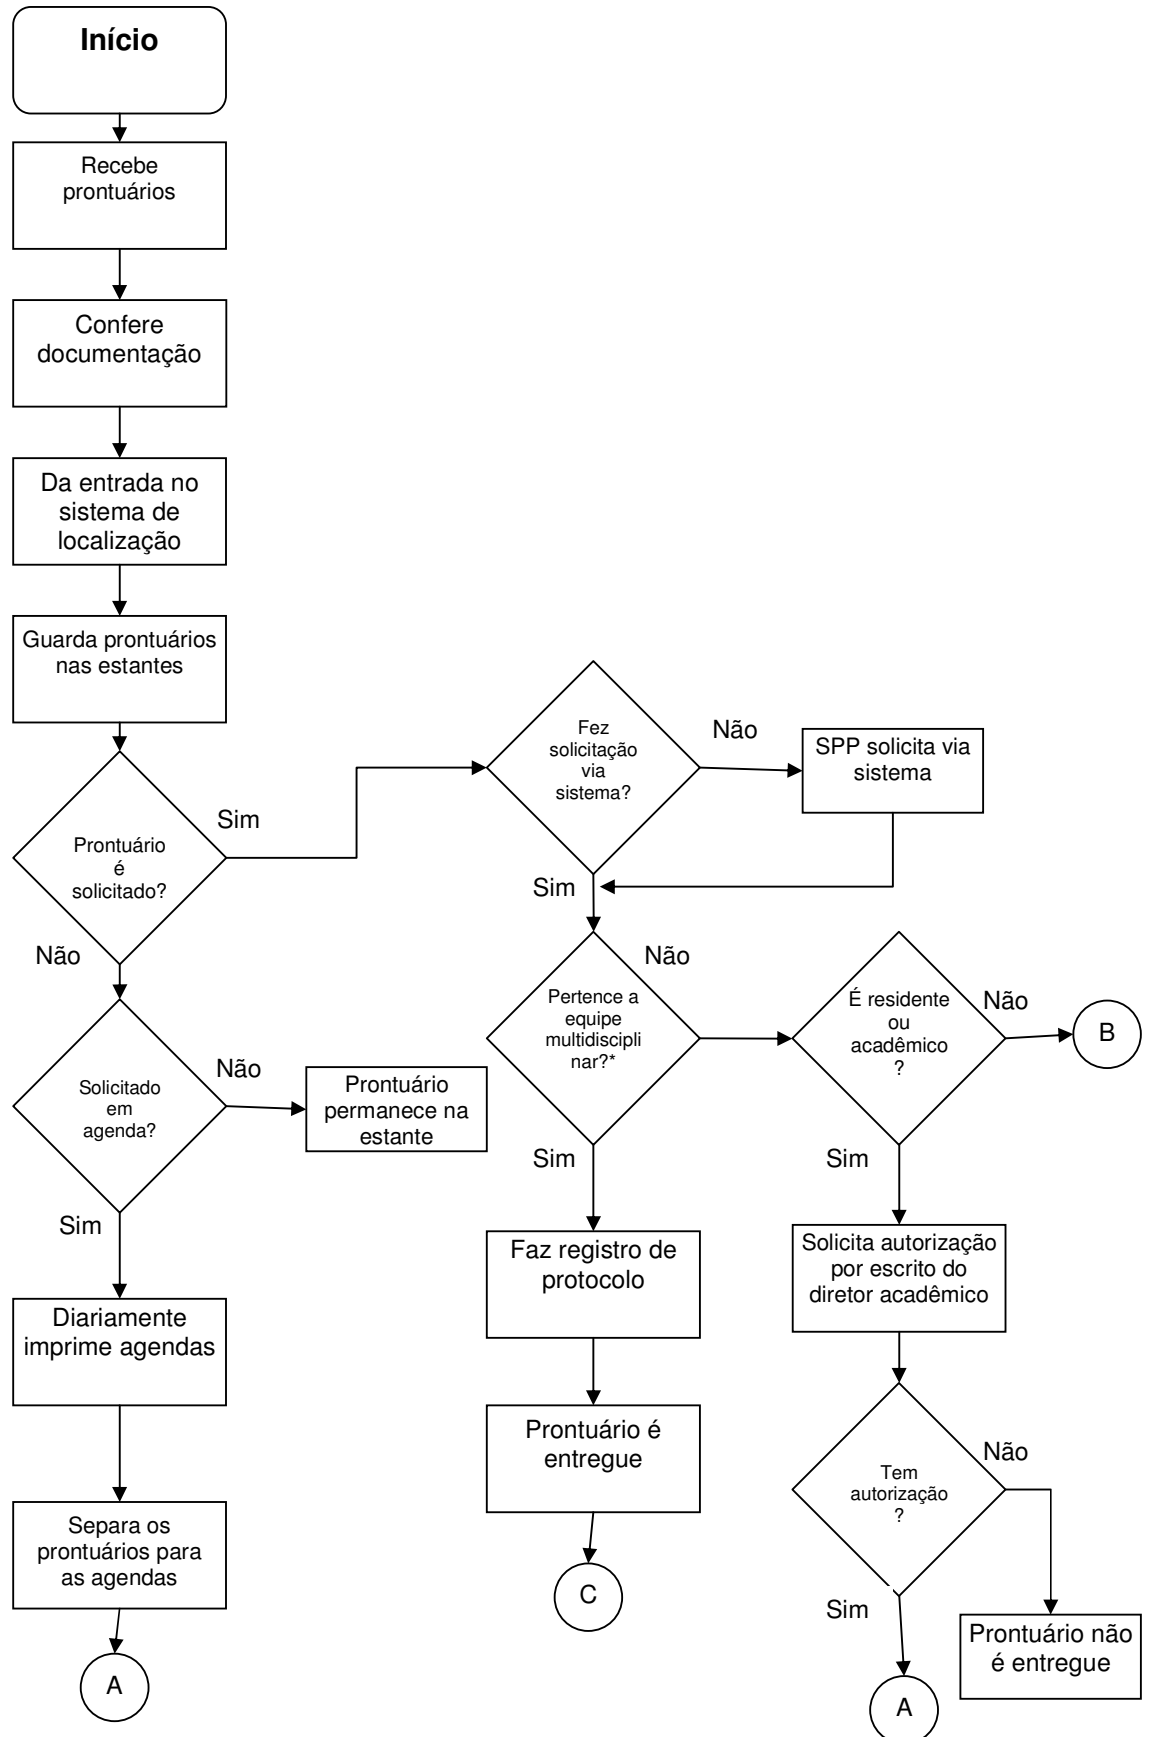 Início
Recebe
prontuários
Confere
documentação
Da entrada no
sistema de
localização
Guarda prontuários
nas estantes
Prontuário
é
solicitado?
Sim
Não
Fez
solicitação
via
sistema?
Não
SPP solicita via
sistema
Sim
Solicitado
em
agenda?
Não
Prontuário
permanece na
estante
Sim
Diariamente
imprime agendas
Separa os
prontuários para
as agendas
A
Pertence a
equipe
multidiscipli
nar?*
Não
Sim
Faz registro de
protocolo
Prontuário é
entregue
C
É residente
ou
acadêmico
?
Não
B
Sim
Solicita autorização
por escrito do
diretor acadêmico
Tem
autorização
?
Não
Sim
Prontuário não
é entregue
A